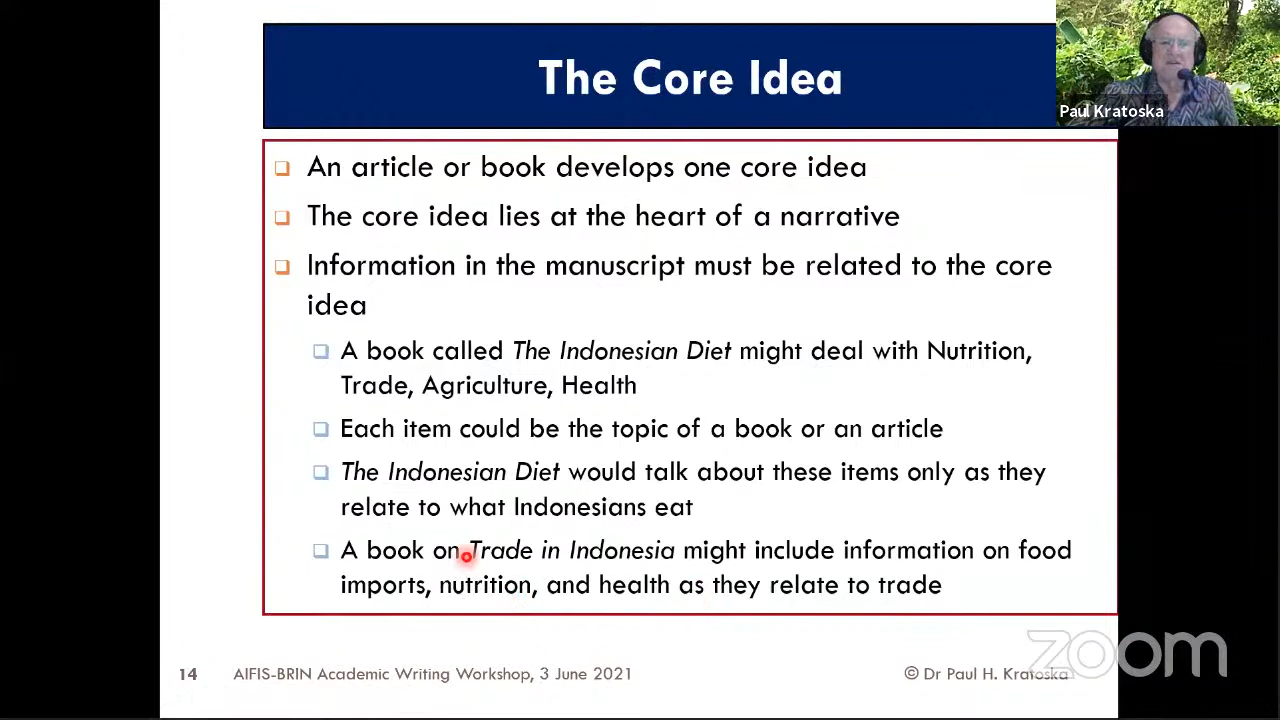 The Core Idea
Paul Kratoska
❑ An article or book develops one core idea
❑ The core idea lies at the heart of a narrative
❑ Information in the manuscript must be related to the core
idea
❑ A book called The Indonesian Diet might deal with Nutrition,
Trade, Agriculture, Health
❑ Each item could be the topic of a book or an article
❑ The Indonesian Diet would talk about these items only as they
relate to what Indonesians eat
❑ A book on Trade in Indonesia might include information on food
imports, nutrition, and health as they relate to trade
zoom
14 AIFIS-BRIN Academic Writing Workshop, 3 June 2021 © Dr Paul H. Kratoska